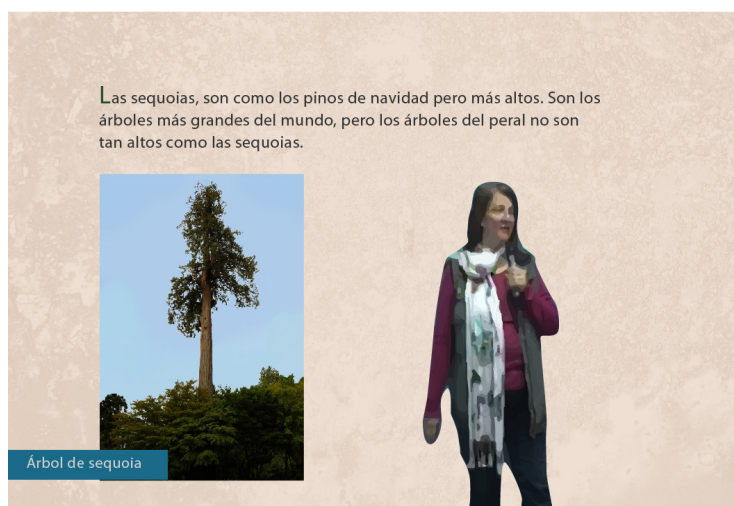 Las sequoias, son como los pinos de navidad pero más altos. Son los
árboles más grandes del mundo, pero los árboles del peral no son
tan altos como las sequoias.
Árbol de sequoia